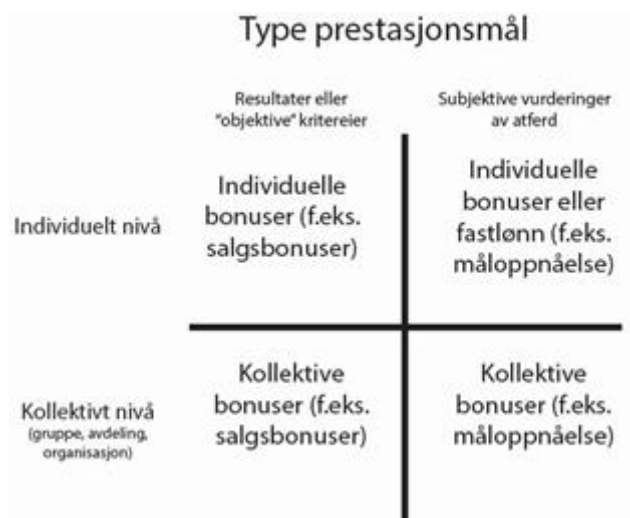 Type prestasjonsmål
Resultater eller
"objektive" kritereier
Subjektive vurderinger
av atferd
Individuelt nivå
Individuelle
bonuser (f.eks.
salgsbonuser)
Individuelle
bonuser eller
fastlønn (f.eks.
måloppnåelse)
Kollektivt nivå
(gruppe, avdeling,
organisasjon)
Kollektive
bonuser (f.eks.
salgsbonuser)
Kollektive
bonuser (f.eks.
måloppnåelse)